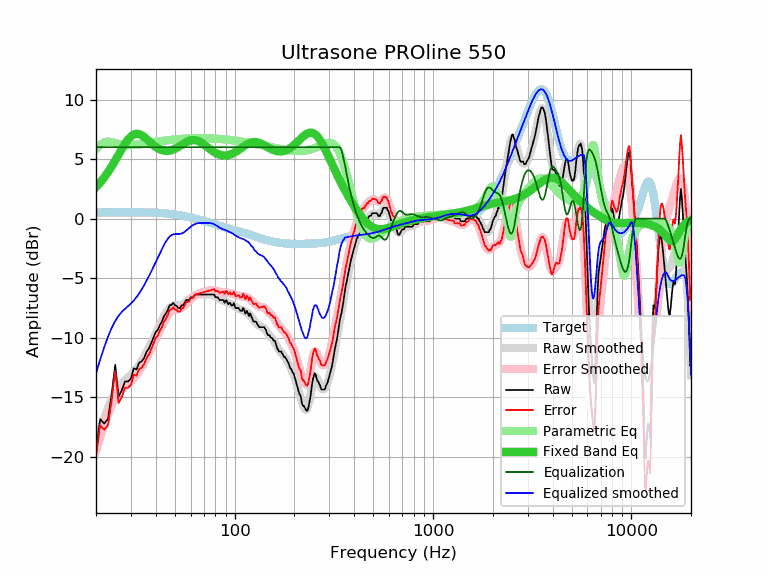 Ultrasone PROline 550
Amplitude (dBr)
10
5
0
−5
−10
−15
−20
Target
Raw Smoothed
Error Smoothed
Raw
Error
Parametric Eq
Fixed Band Eq
Equalization
Equalized smoothed
100
1000
10000
Frequency (Hz)